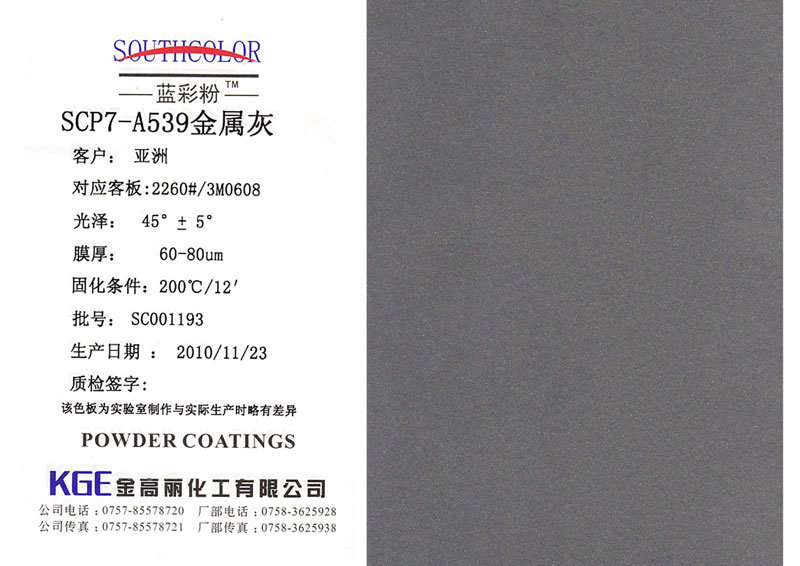 SOUTHCOLOR
蓝彩粉™
SCP7-A539金属灰
客户： 亚洲
对应客板:2260#/3M0608
光泽： 45°± 5°
膜厚： 60-80um
固化条件：200℃/12′
批号： SC001193
生产日期 ： 2010/11/23
质检签字:
该色板为实验室制作与实际生产时略有差异
POWDER COATINGS
KGE金高丽化工有限公司
公司电话：0757-85578720 厂部电话：0758-3625928
公司传真：0757-85578721 厂部传真：0758-3625938